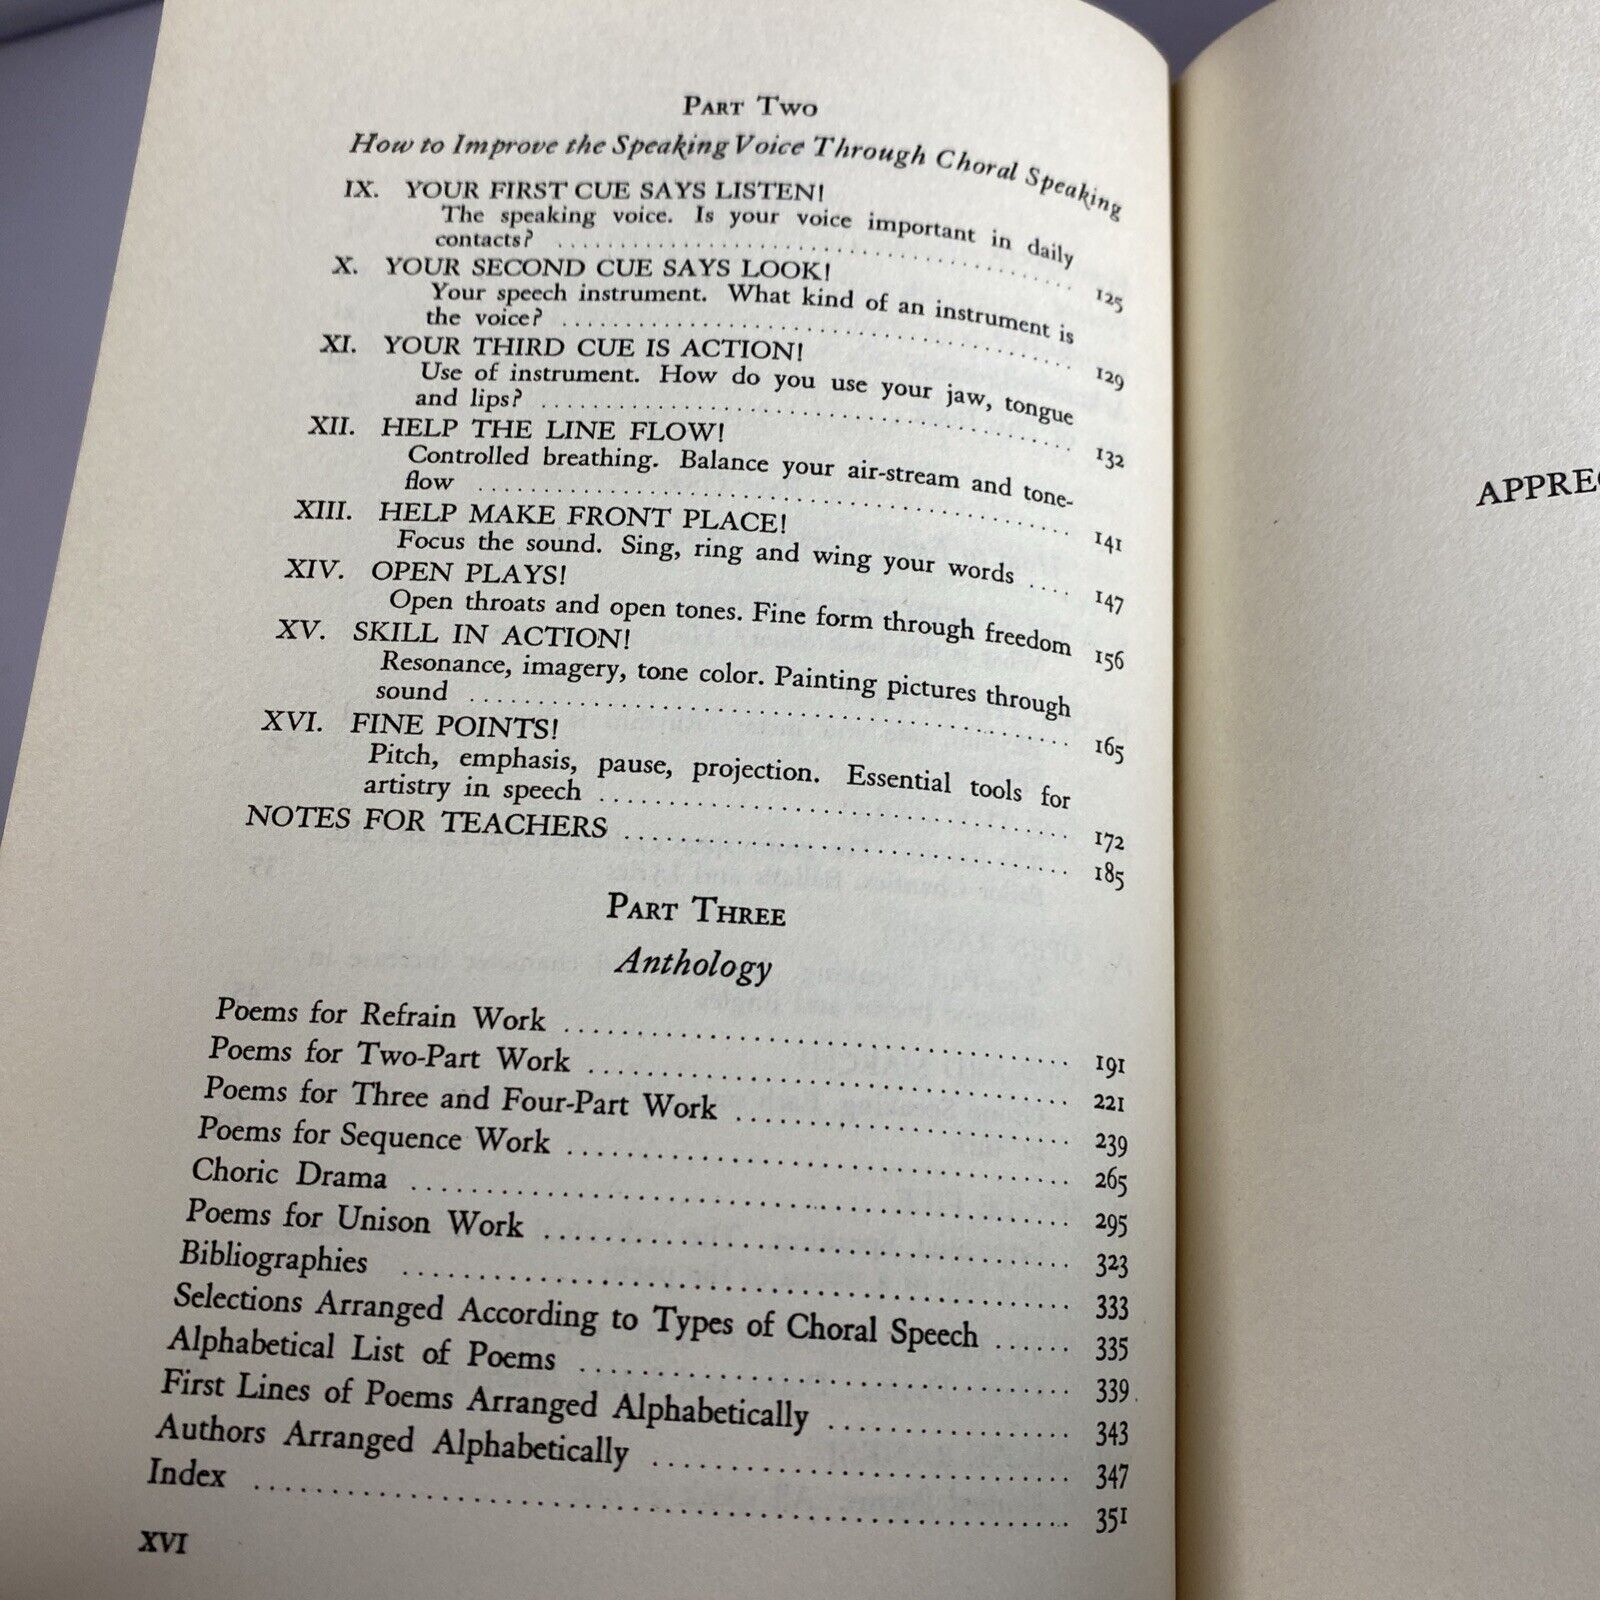 PART TWO
How to Improve the Speaking Voice Through Choral Speaking
IX. YOUR FIRST CUE SAYS LISTEN!
The speaking voice. Is your voice important in daily
contacts? 125
X. YOUR SECOND CUE SAYS LOOK!
Your speech instrument. What kind of an instrument is
the voice? 129
XI. YOUR THIRD CUE IS ACTION!
Use of instrument. How do you use your jaw, tongue
and lips? 132
XII. HELP THE LINE FLOW!
Controlled breathing. Balance your air-stream and tone-
flow 141
XIII. HELP MAKE FRONT PLACE!
Focus the sound. Sing, ring and wing your words 147
XIV. OPEN PLAYS!
Open throats and open tones. Fine form through freedom 156
XV. SKILL IN ACTION!
Resonance, imagery, tone color. Painting pictures through
sound 165
XVI. FINE POINTS!
Pitch, emphasis, pause, projection. Essential tools for
artistry in speech 172
NOTES FOR TEACHERS 185
PART THREE
Anthology
Poems for Refrain Work 191
Poems for Two-Part Work 221
Poems for Three and Four-Part Work 239
Poems for Sequence Work 265
Choric Drama 295
Poems for Unison Work 323
Bibliographies 333
Selections Arranged According to Types of Choral Speech 335
Alphabetical List of Poems 339
First Lines of Poems Arranged Alphabetically 343
Authors Arranged Alphabetically 347
Index 351
XVI